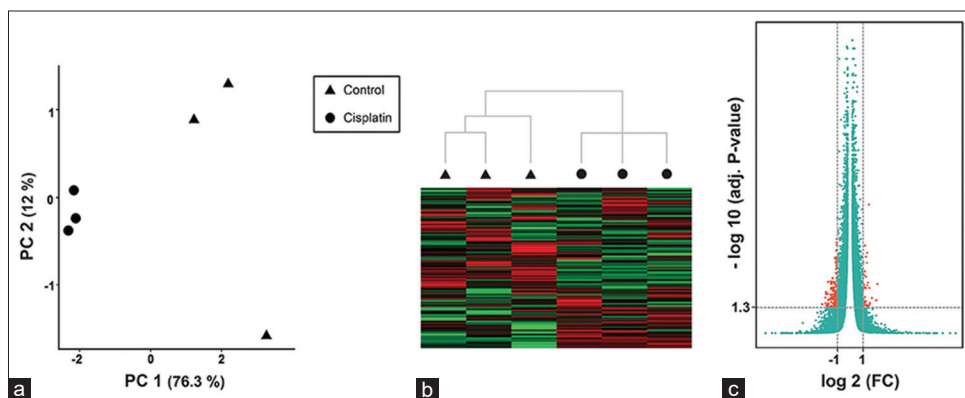 1
0
-1
-2
0
2
PC 2 (12 %)
PC 1 (76.3 %)
Control
Cisplatin
a
b
- log 10 (adj. P-value)
1.3
-1
1
log 2 (FC)
c